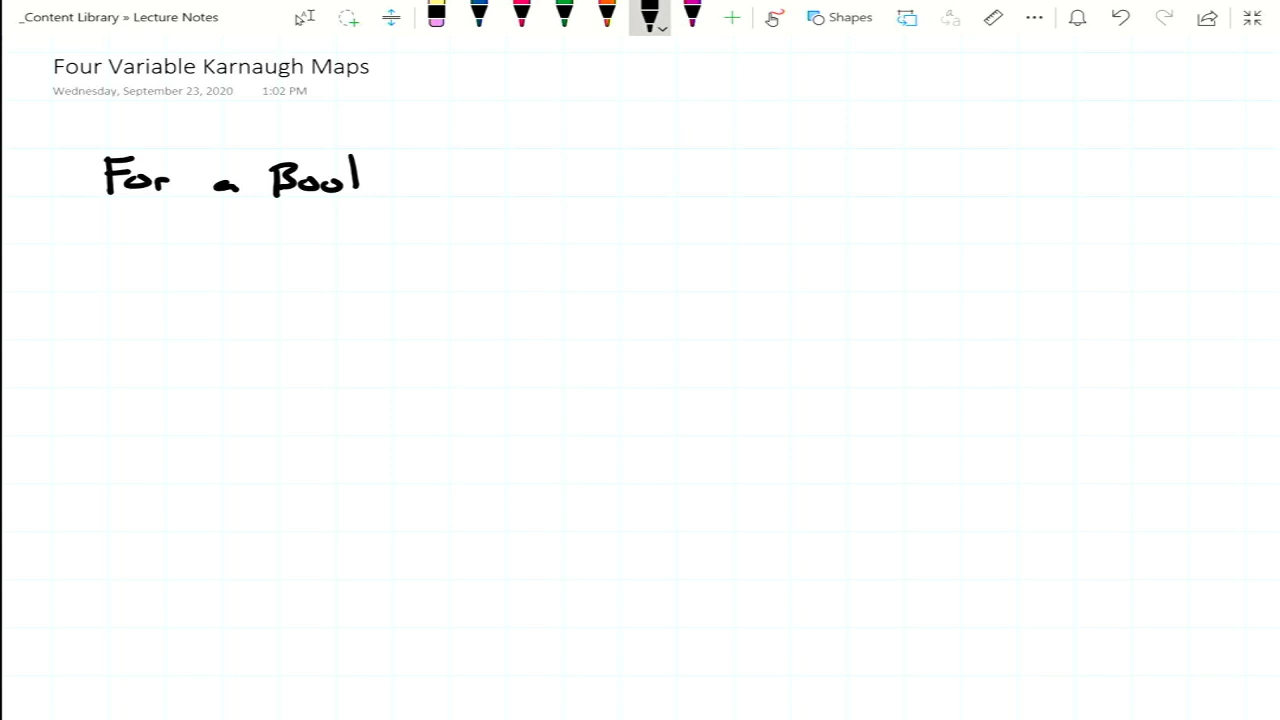 _Content Library » Lecture Notes
Shapes
Four Variable Karnaugh Maps
Wednesday, September 23, 2020 1:02 PM
For a Bool